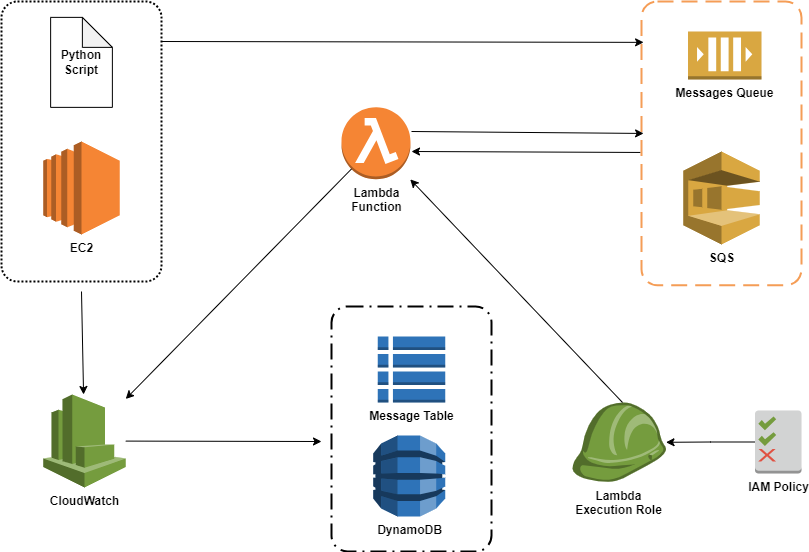 Python
Script
Messages Queue
Lambda
Function
EC2
SQS
Message Table
CloudWatch
DynamoDB
Lambda
Execution Role
IAM Policy